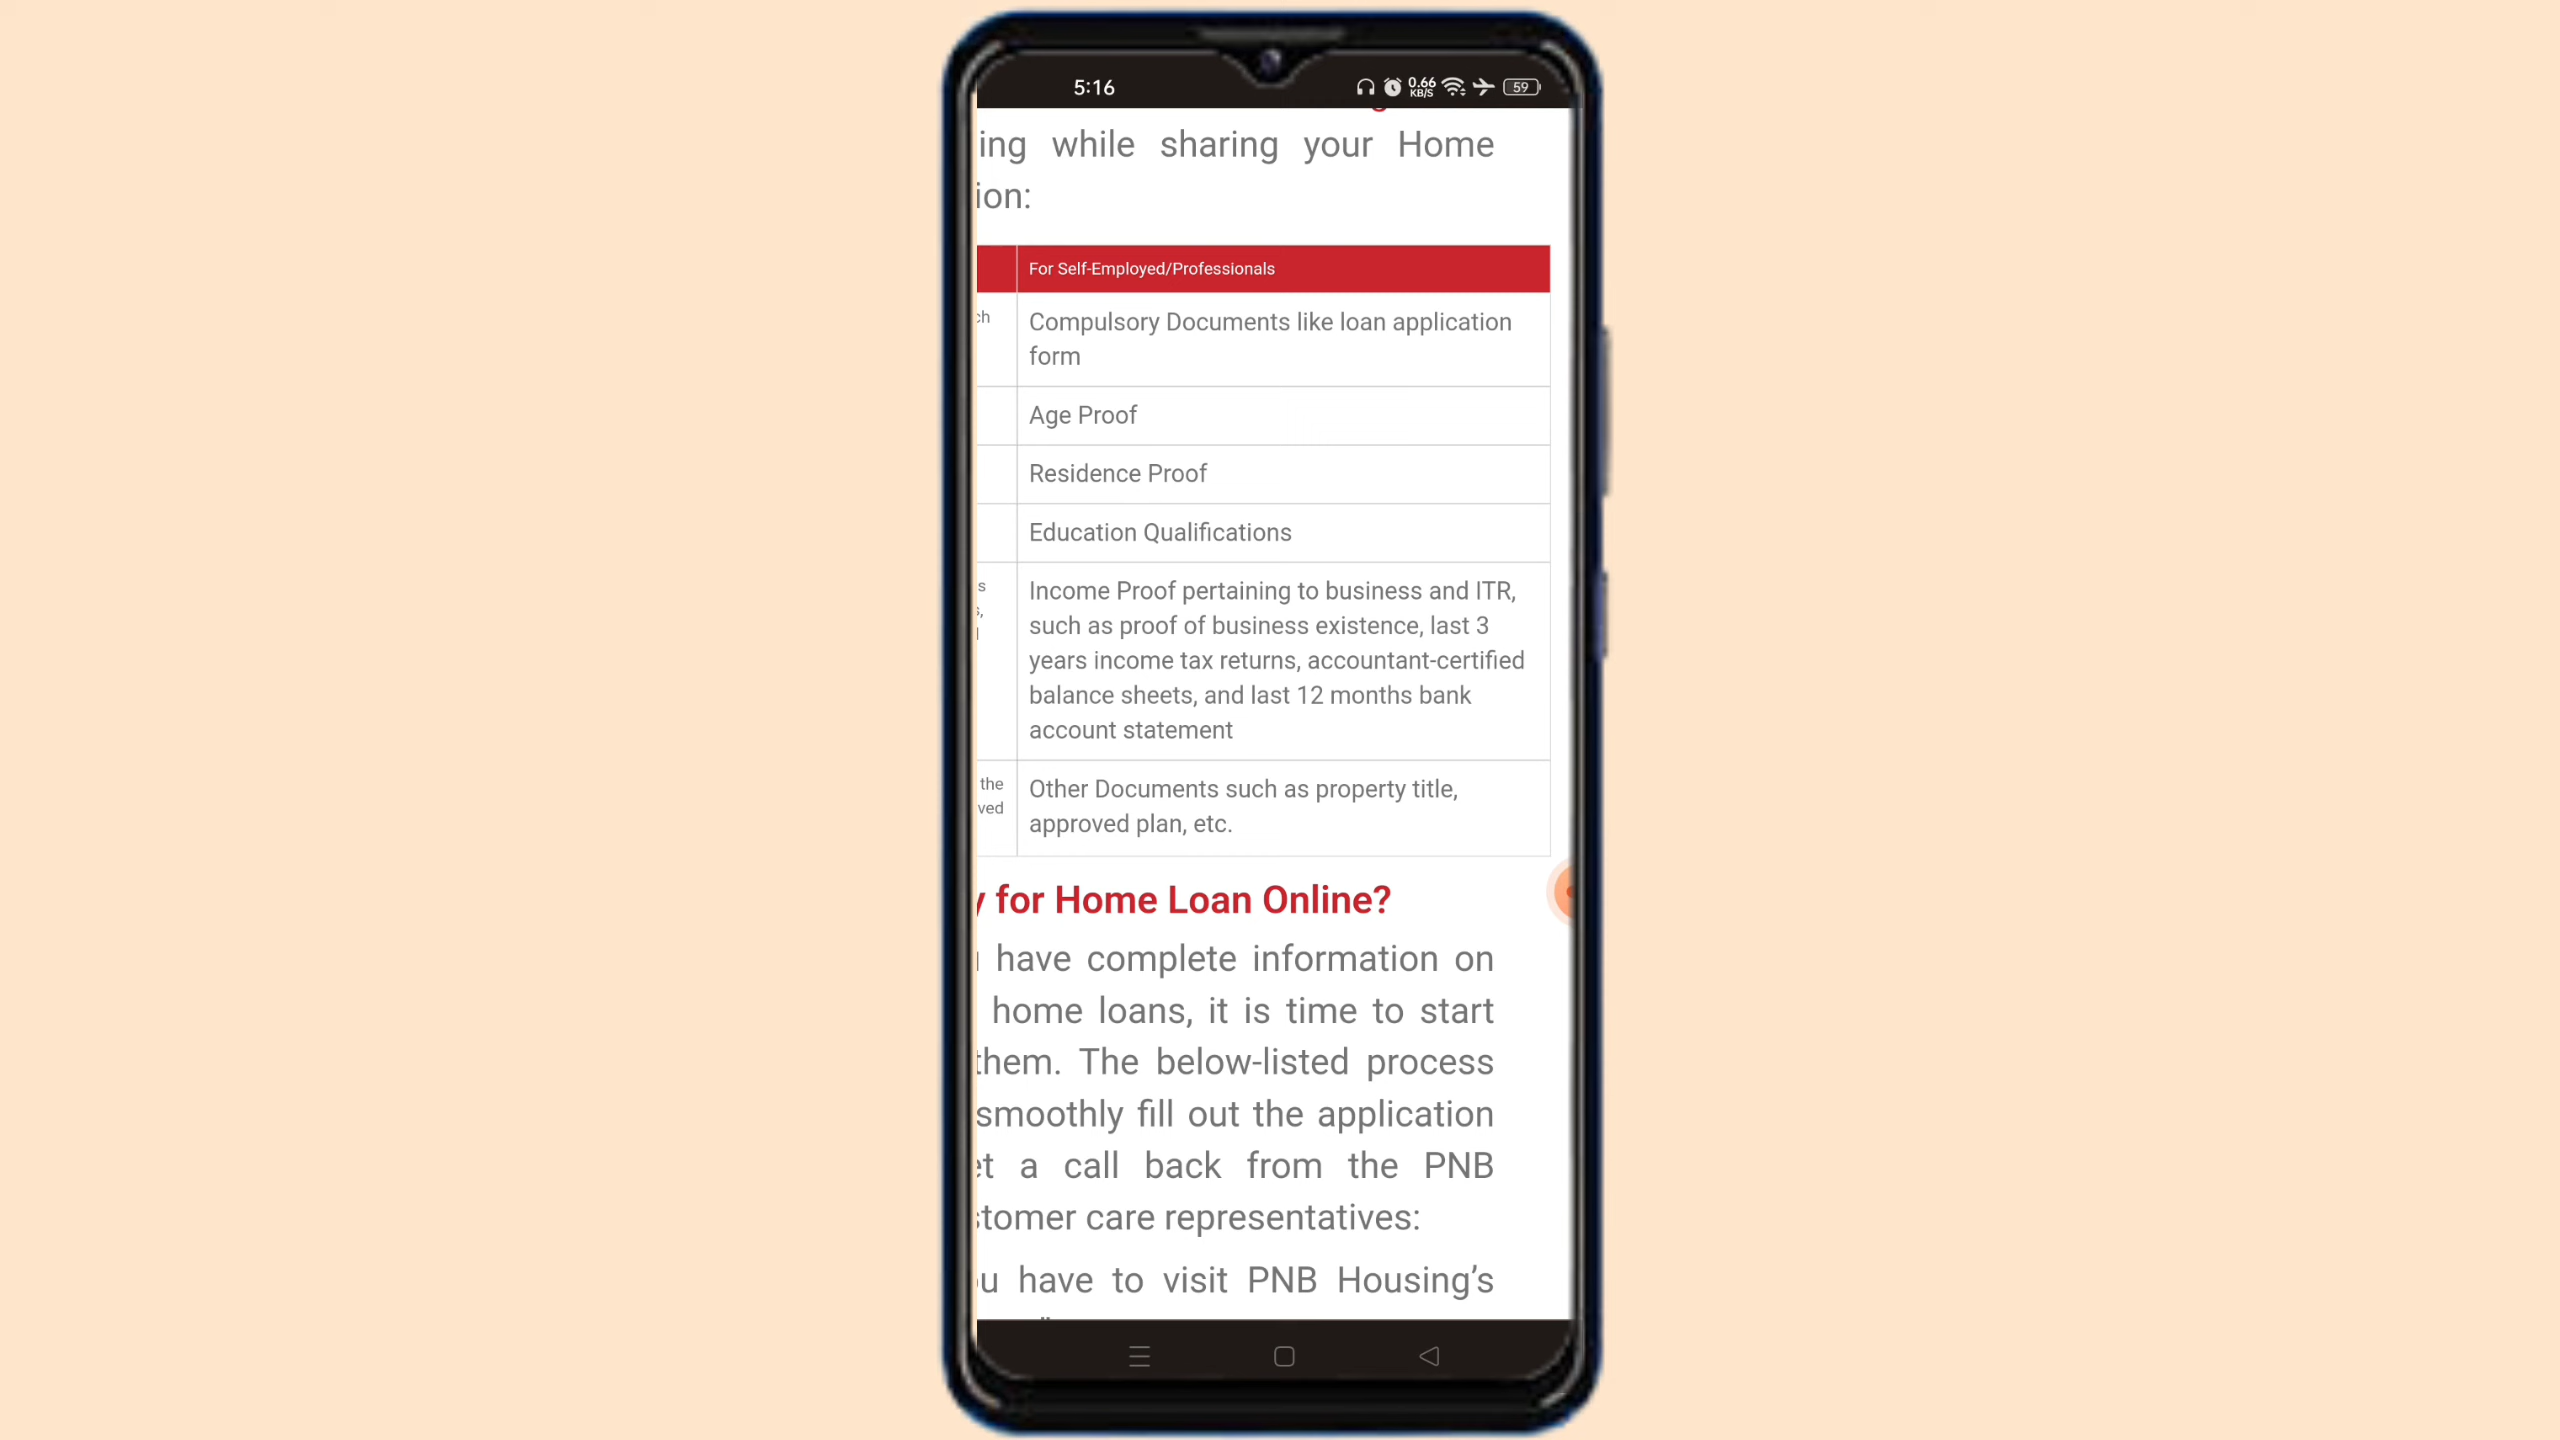 5:16
0.66
KB/S
59
ing while sharing your Home
ion:
For Self-Employed/Professionals
ch
Compulsory Documents like loan application
form
Age Proof
Residence Proof
Education Qualifications
s
Income Proof pertaining to business and ITR,
such as proof of business existence, last 3
years income tax returns, accountant-certified
balance sheets, and last 12 months bank
account statement
the
ved
Other Documents such as property title,
approved plan, etc.
y for Home Loan Online?
have complete information on
home loans, it is time to start
them. The below-listed process
smoothly fill out the application
et a call back from the PNB
stomer care representatives:
u have to visit PNB Housing's